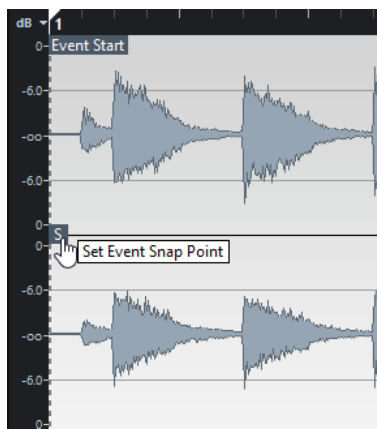 dB 1
0- Event Start
-6.0-
-oo-
-6.0-
0-
S
0- Set Event Snap Point
-6.0-
-oo-
-6.0-
0-